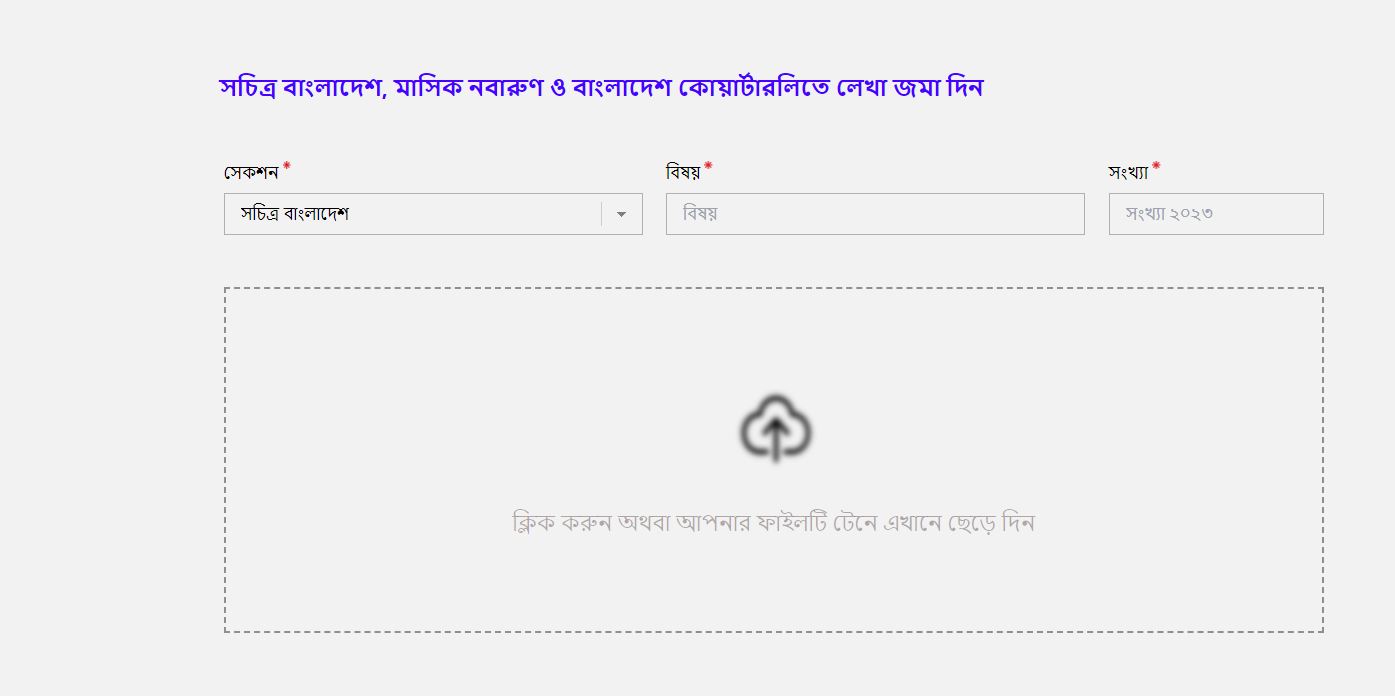 সচিত্র বাংলাদেশ, মাসিক নবারুণ ও বাংলাদেশ কোয়ার্টারলিতে লেখা জমা দিন
সেকশন * বিষয় * সংখ্যা *
সচিত্র বাংলাদেশ বিষয় সংখ্যা ২০২৩
ক্লিক করুন অথবা আপনার ফাইলটি টেনে এখানে ছেড়ে দিন